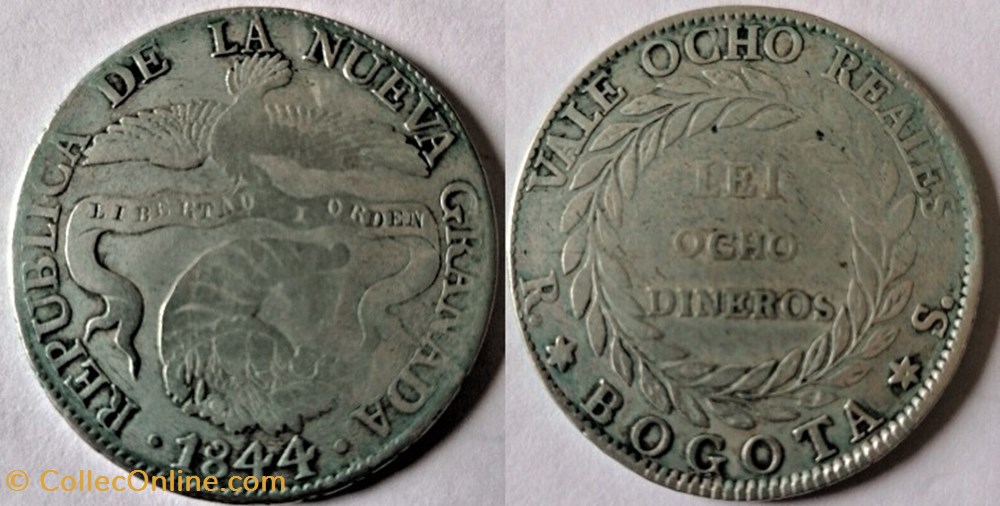 REPUBLICA DE LA NUEVA GRANADA
LIBERTAD I ORDEN
· 1844 ·
VALE OCHO REALES
LEI
OCHO
DINEROS
R. * BOGOTA * S.
© CollecOnline.com